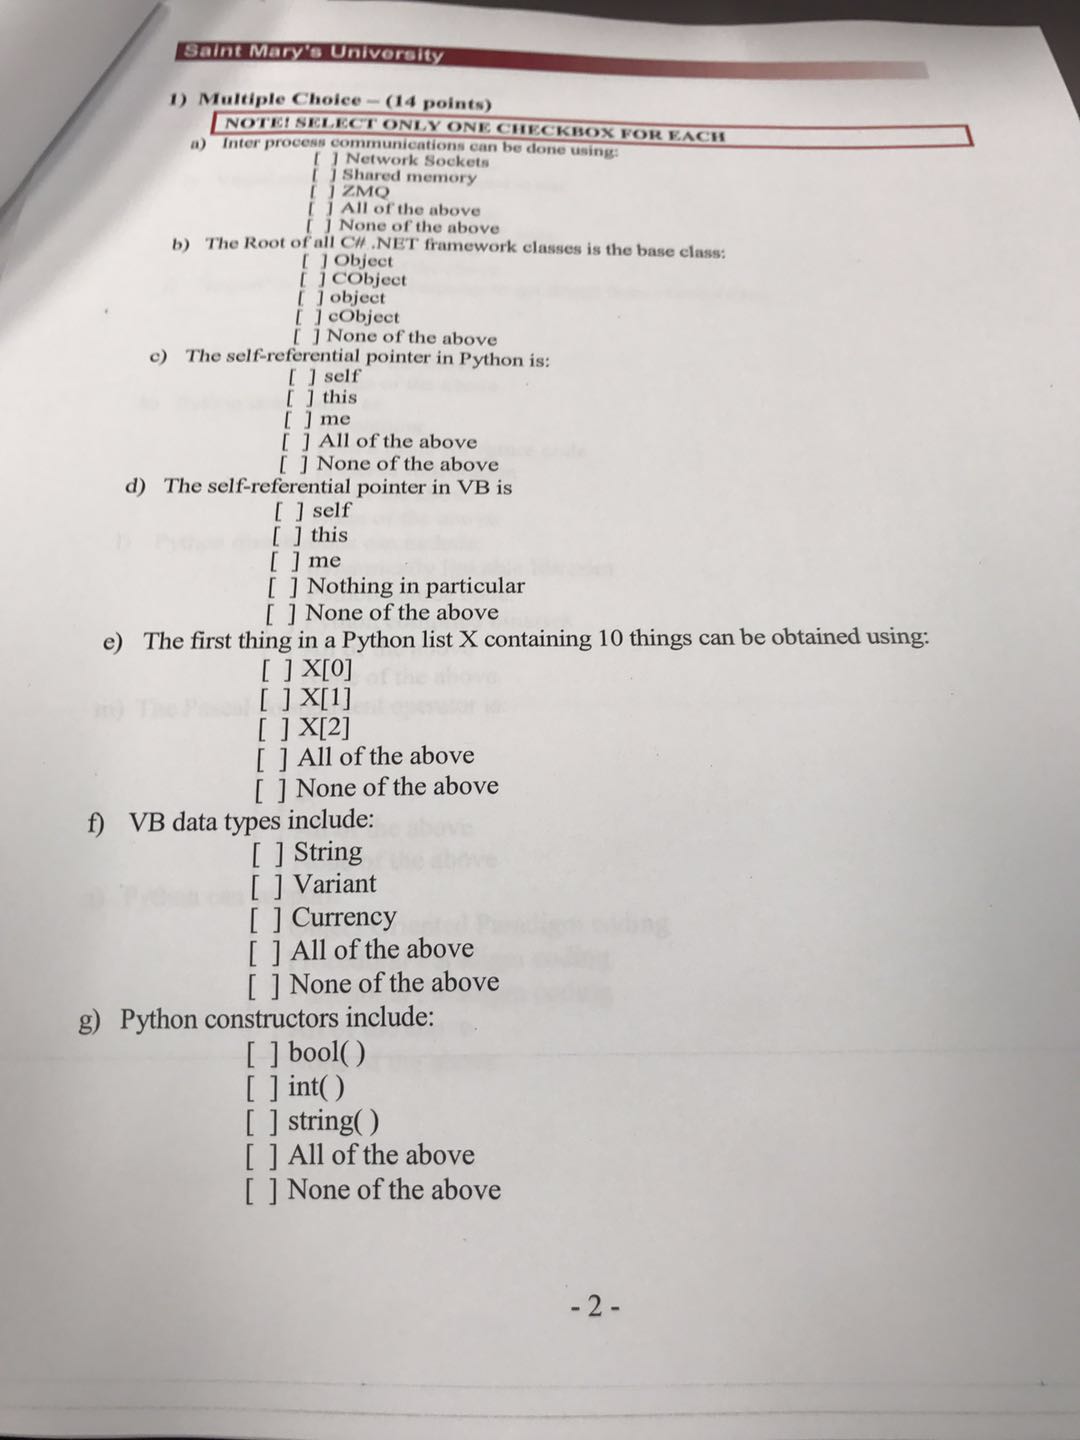 Saint Mary's University
1) Multiple Choice – (14 points)
NOTE! SELECT ONLY ONE CHECKBOX FOR EACH
a) Inter process communications can be done using:
[ ] Network Sockets
[ ] Shared memory
[ ] ZMQ
[ ] All of the above
[ ] None of the above
b) The Root of all C# .NET framework classes is the base class:
[ ] Object
[ ] CObject
[ ] object
[ ] cObject
[ ] None of the above
c) The self-referential pointer in Python is:
[ ] self
[ ] this
[ ] me
[ ] All of the above
[ ] None of the above
d) The self-referential pointer in VB is
[ ] self
[ ] this
[ ] me
[ ] Nothing in particular
[ ] None of the above
e) The first thing in a Python list X containing 10 things can be obtained using:
[ ] X[0]
[ ] X[1]
[ ] X[2]
[ ] All of the above
[ ] None of the above
f) VB data types include:
[ ] String
[ ] Variant
[ ] Currency
[ ] All of the above
[ ] None of the above
g) Python constructors include:
[ ] bool( )
[ ] int( )
[ ] string( )
[ ] All of the above
[ ] None of the above
- 2 -